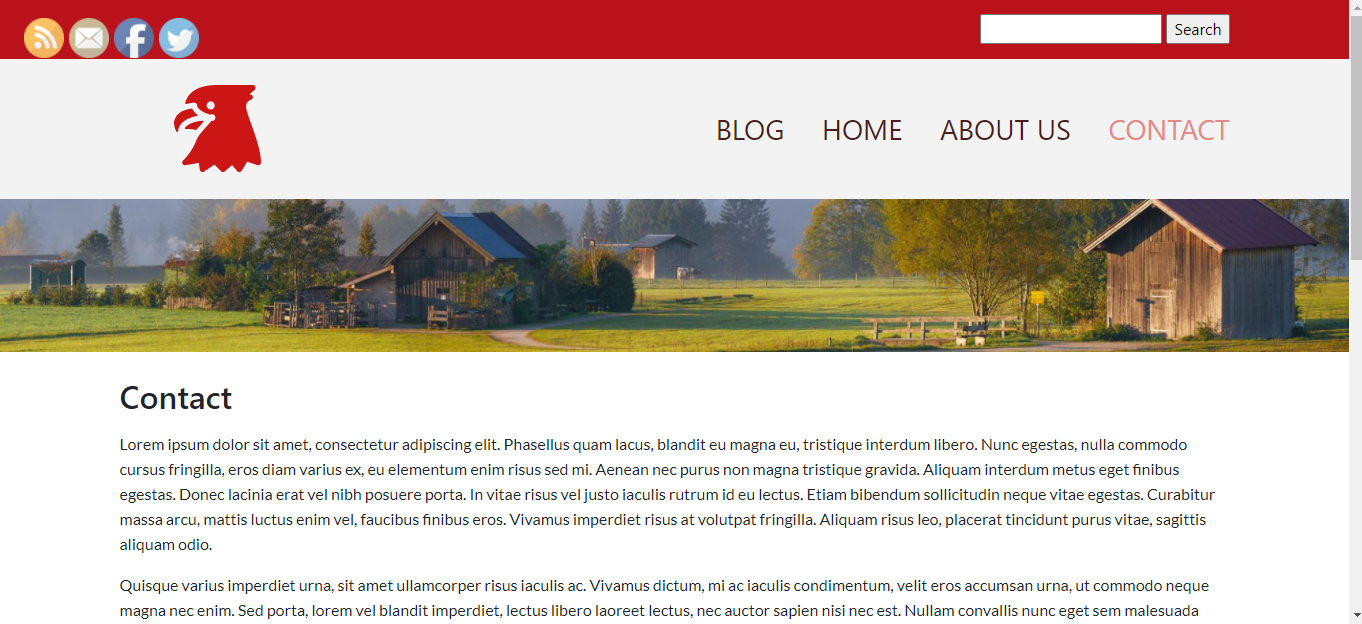 Search
BLOG HOME ABOUT US CONTACT
Contact
Lorem ipsum dolor sit amet, consectetur adipiscing elit. Phasellus quam lacus, blandit eu magna eu, tristique interdum libero. Nunc egestas, nulla commodo
cursus fringilla, eros diam varius ex, eu elementum enim risus sed mi. Aenean nec purus non magna tristique gravida. Aliquam interdum metus eget finibus
egestas. Donec lacinia erat vel nibh posuere porta. In vitae risus vel justo iaculis rutrum id eu lectus. Etiam bibendum sollicitudin neque vitae egestas. Curabitur
massa arcu, mattis luctus enim vel, faucibus finibus eros. Vivamus imperdiet risus at volutpat fringilla. Aliquam risus leo, placerat tincidunt purus vitae, sagittis
aliquam odio.
Quisque varius imperdiet urna, sit amet ullamcorper risus iaculis ac. Vivamus dictum, mi ac iaculis condimentum, velit eros accumsan urna, ut commodo neque
magna nec enim. Sed porta, lorem vel blandit imperdiet, lectus libero laoreet lectus, nec auctor sapien nisi nec est. Nullam convallis nunc eget sem malesuada